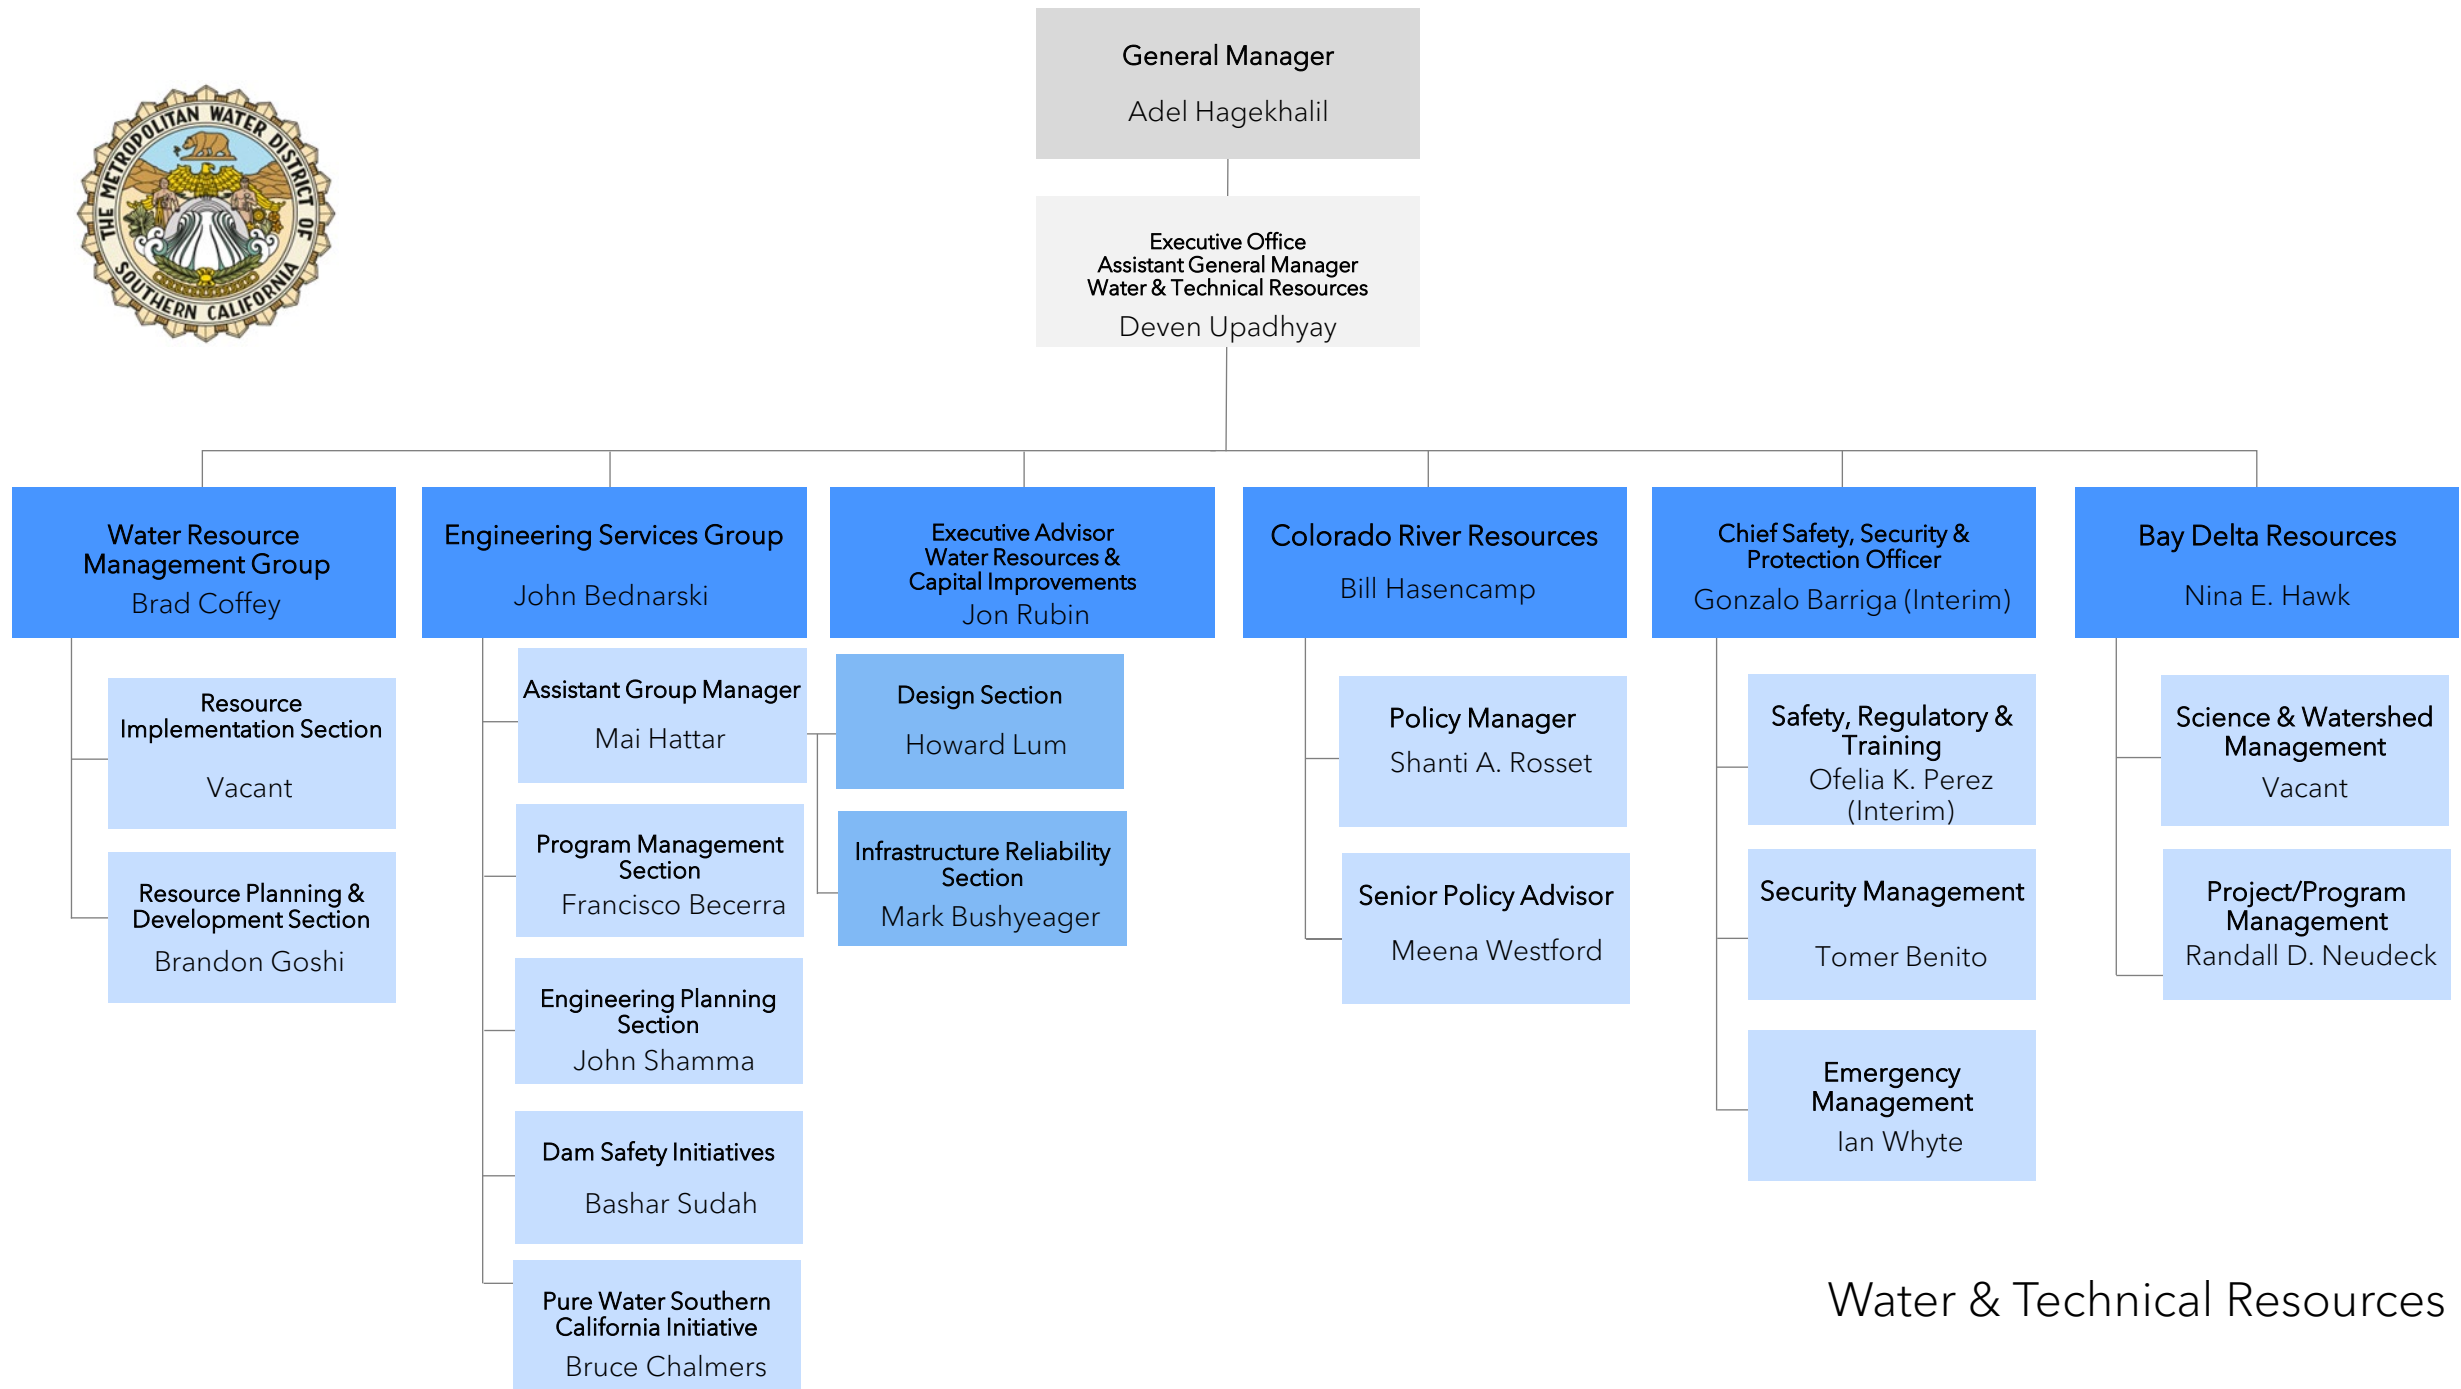 THE METROPOLITAN WATER DISTRICT OF
SOUTHERN CALIFORNIA
General Manager
Adel Hagekhalil
Executive Office
Assistant General Manager
Water & Technical Resources
Deven Upadhyay
Water Resource
Management Group
Brad Coffey
Resource
Implementation Section
Vacant
Resource Planning &
Development Section
Brandon Goshi
Engineering Services Group
John Bednarski
Assistant Group Manager
Mai Hattar
Design Section
Howard Lum
Infrastructure Reliability
Section
Mark Bushyeager
Program Management
Section
Francisco Becerra
Engineering Planning
Section
John Shamma
Dam Safety Initiatives
Bashar Sudah
Pure Water Southern
California Initiative
Bruce Chalmers
Executive Advisor
Water Resources &
Capital Improvements
Jon Rubin
Colorado River Resources
Bill Hasencamp
Policy Manager
Shanti A. Rosset
Senior Policy Advisor
Meena Westford
Chief Safety, Security &
Protection Officer
Gonzalo Barriga (Interim)
Safety, Regulatory &
Training
Ofelia K. Perez
(Interim)
Security Management
Tomer Benito
Emergency
Management
Ian Whyte
Bay Delta Resources
Nina E. Hawk
Science & Watershed
Management
Vacant
Project/Program
Management
Randall D. Neudeck
Water & Technical Resources